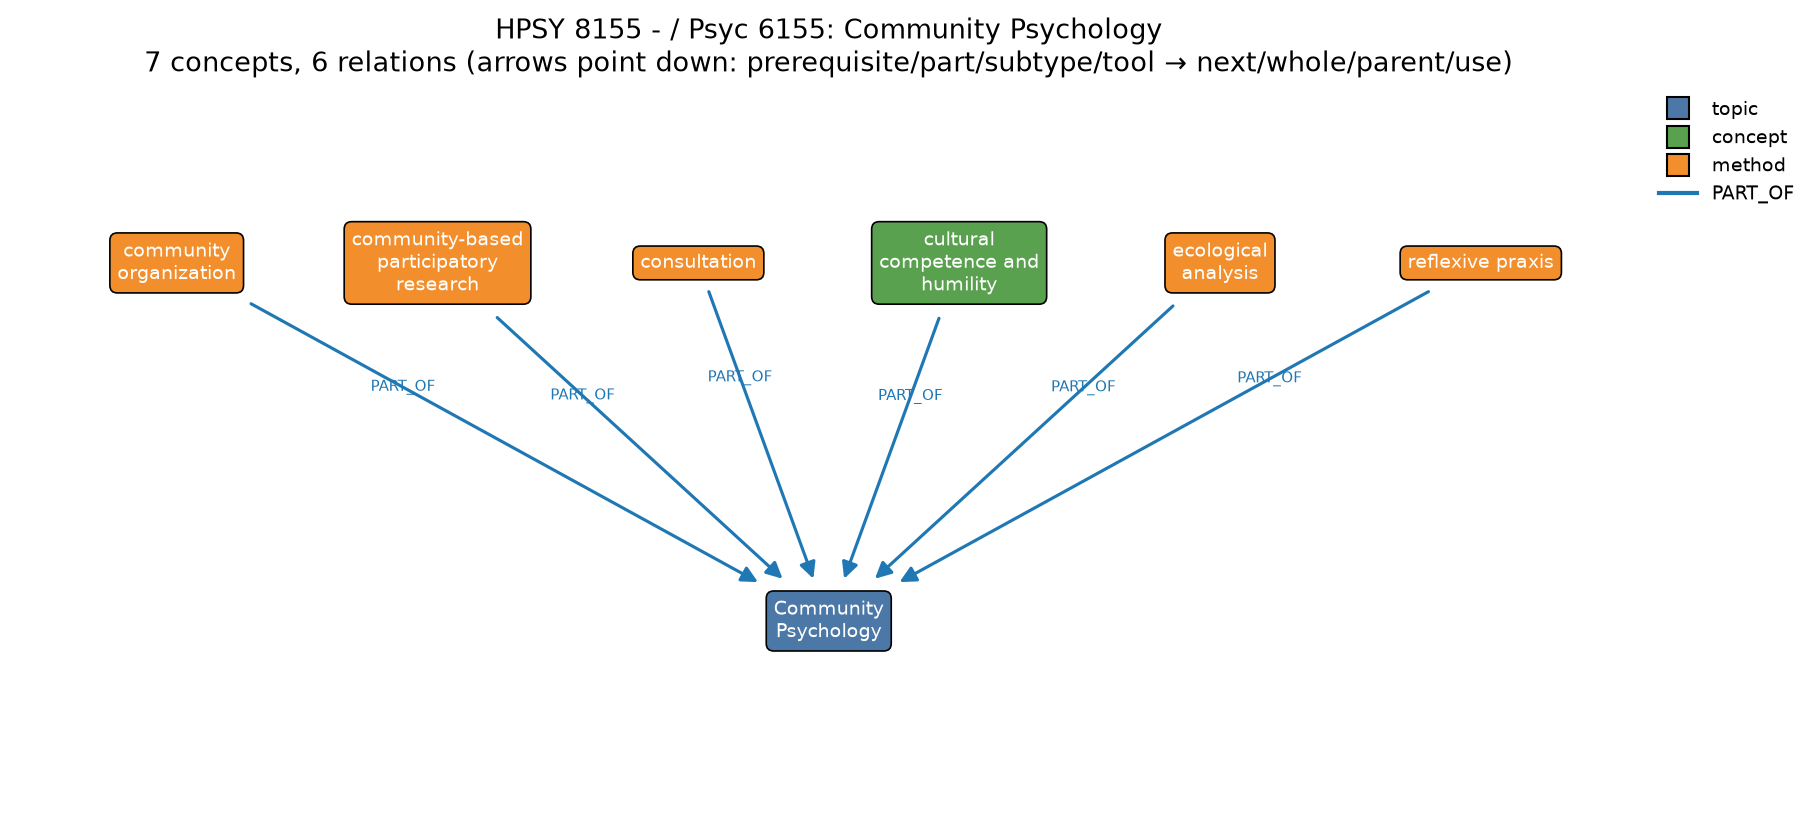 HPSY 8155 - / Psyc 6155: Community Psychology
7 concepts, 6 relations (arrows point down: prerequisite/part/subtype/tool → next/whole/parent/use)
topic
concept
method
PART_OF
community
organization
community-based
participatory
research
consultation
cultural
competence and
humility
ecological
analysis
reflexive praxis
PART_OF
PART_OF
PART_OF
PART_OF
PART_OF
PART_OF
Community
Psychology